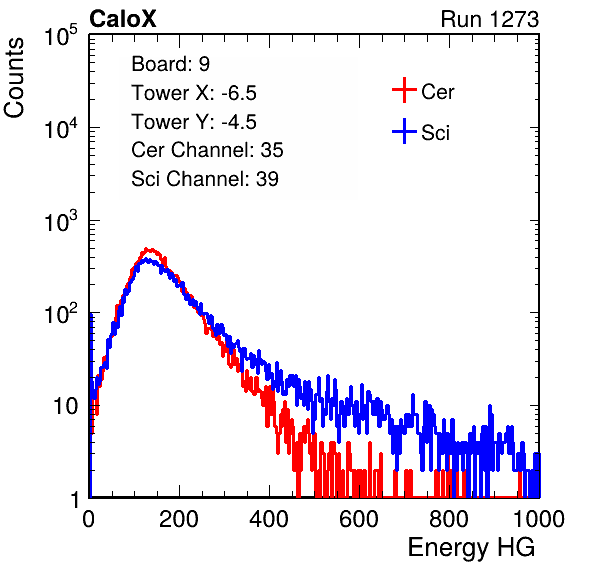 CaloX Run 1273
Counts
Board: 9
Tower X: -6.5
Tower Y: -4.5
Cer Channel: 35
Sci Channel: 39
Cer
Sci
10^5
10^4
10^3
10^2
10
1
0 200 400 600 800 1000
Energy HG